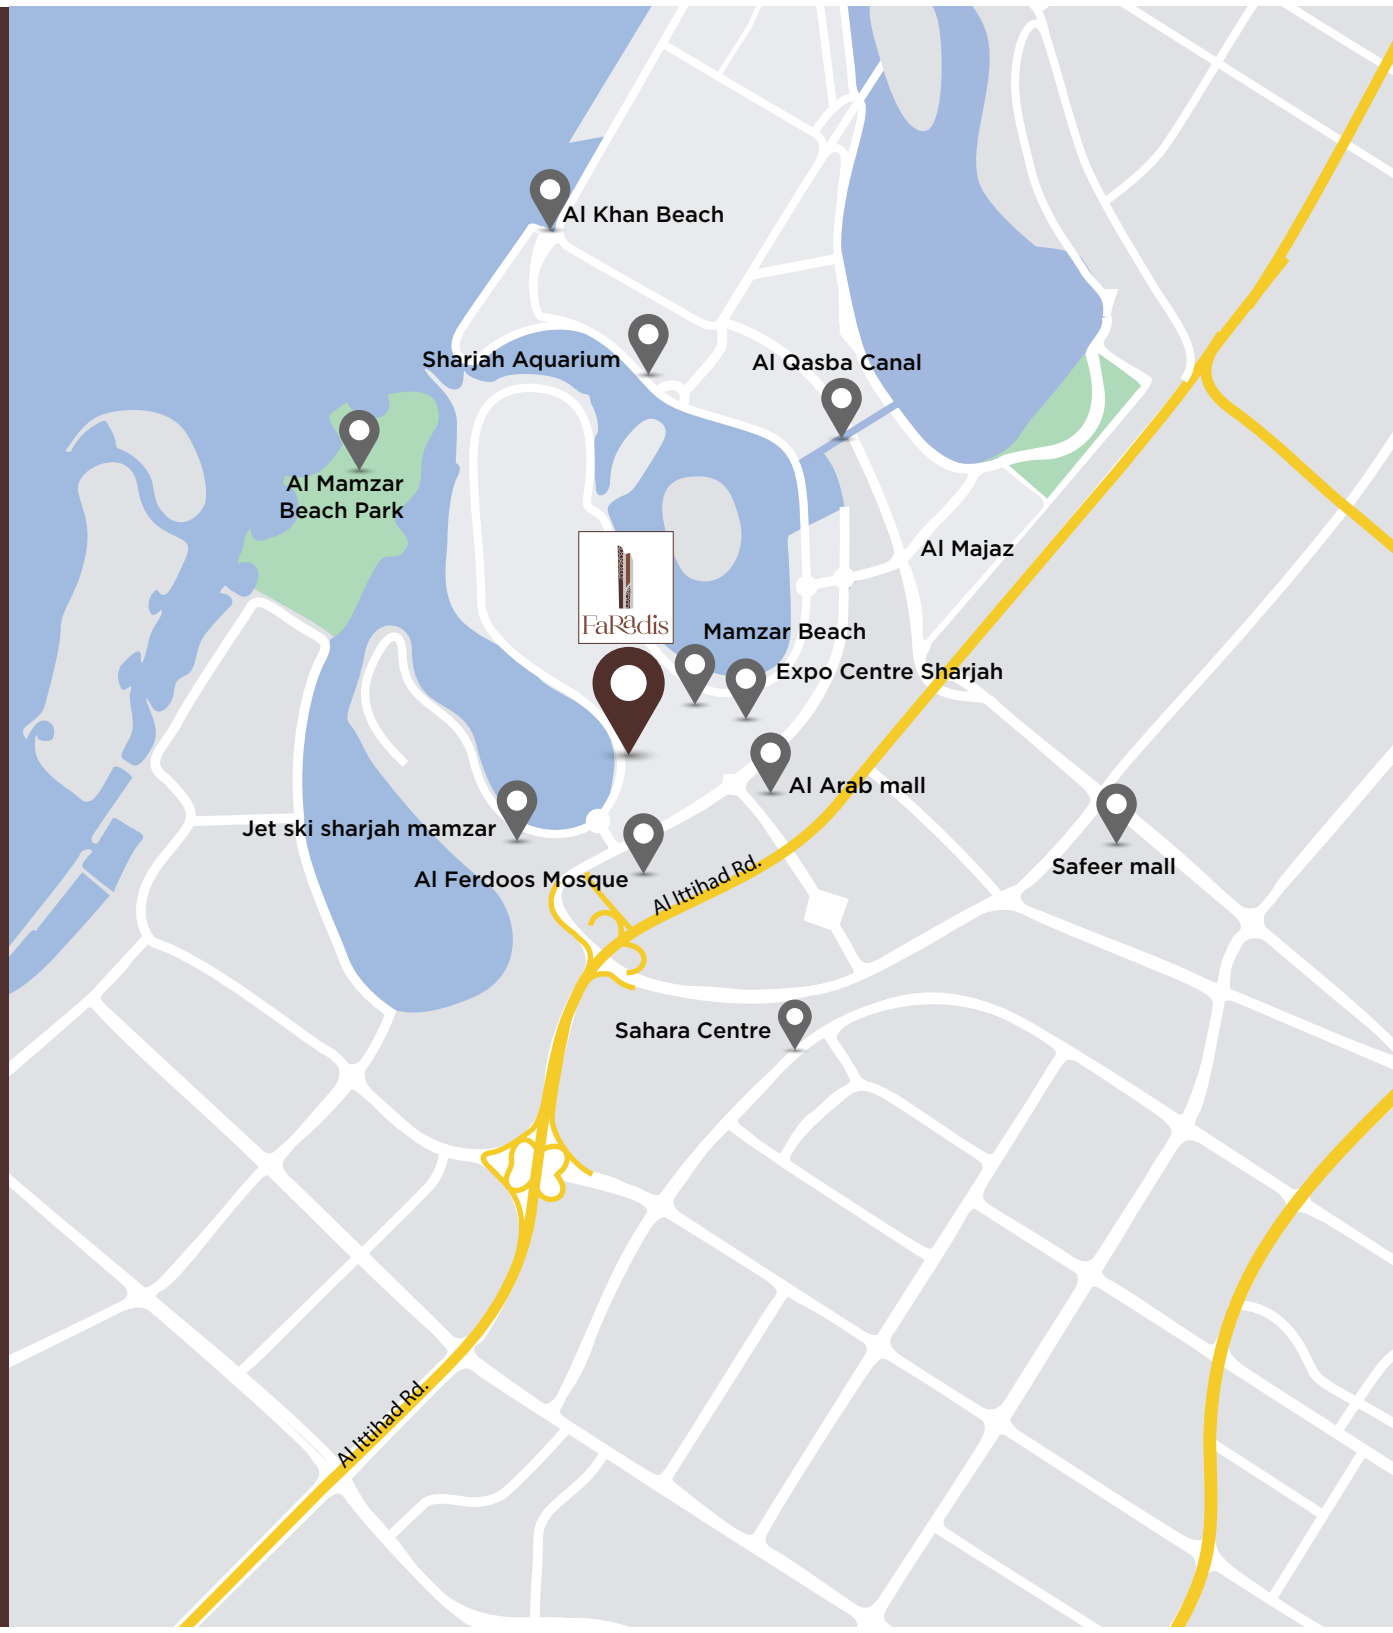 Al Khan Beach
Sharjah Aquarium
Al Qasba Canal
Al Mamzar
Beach Park
Al Majaz
FaRadis
Mamzar Beach
Expo Centre Sharjah
Al Arab mall
Jet ski sharjah mamzar
Safeer mall
Al Ferdoos Mosque
Al Ittihad Rd.
Sahara Centre
Al Ittihad Rd.